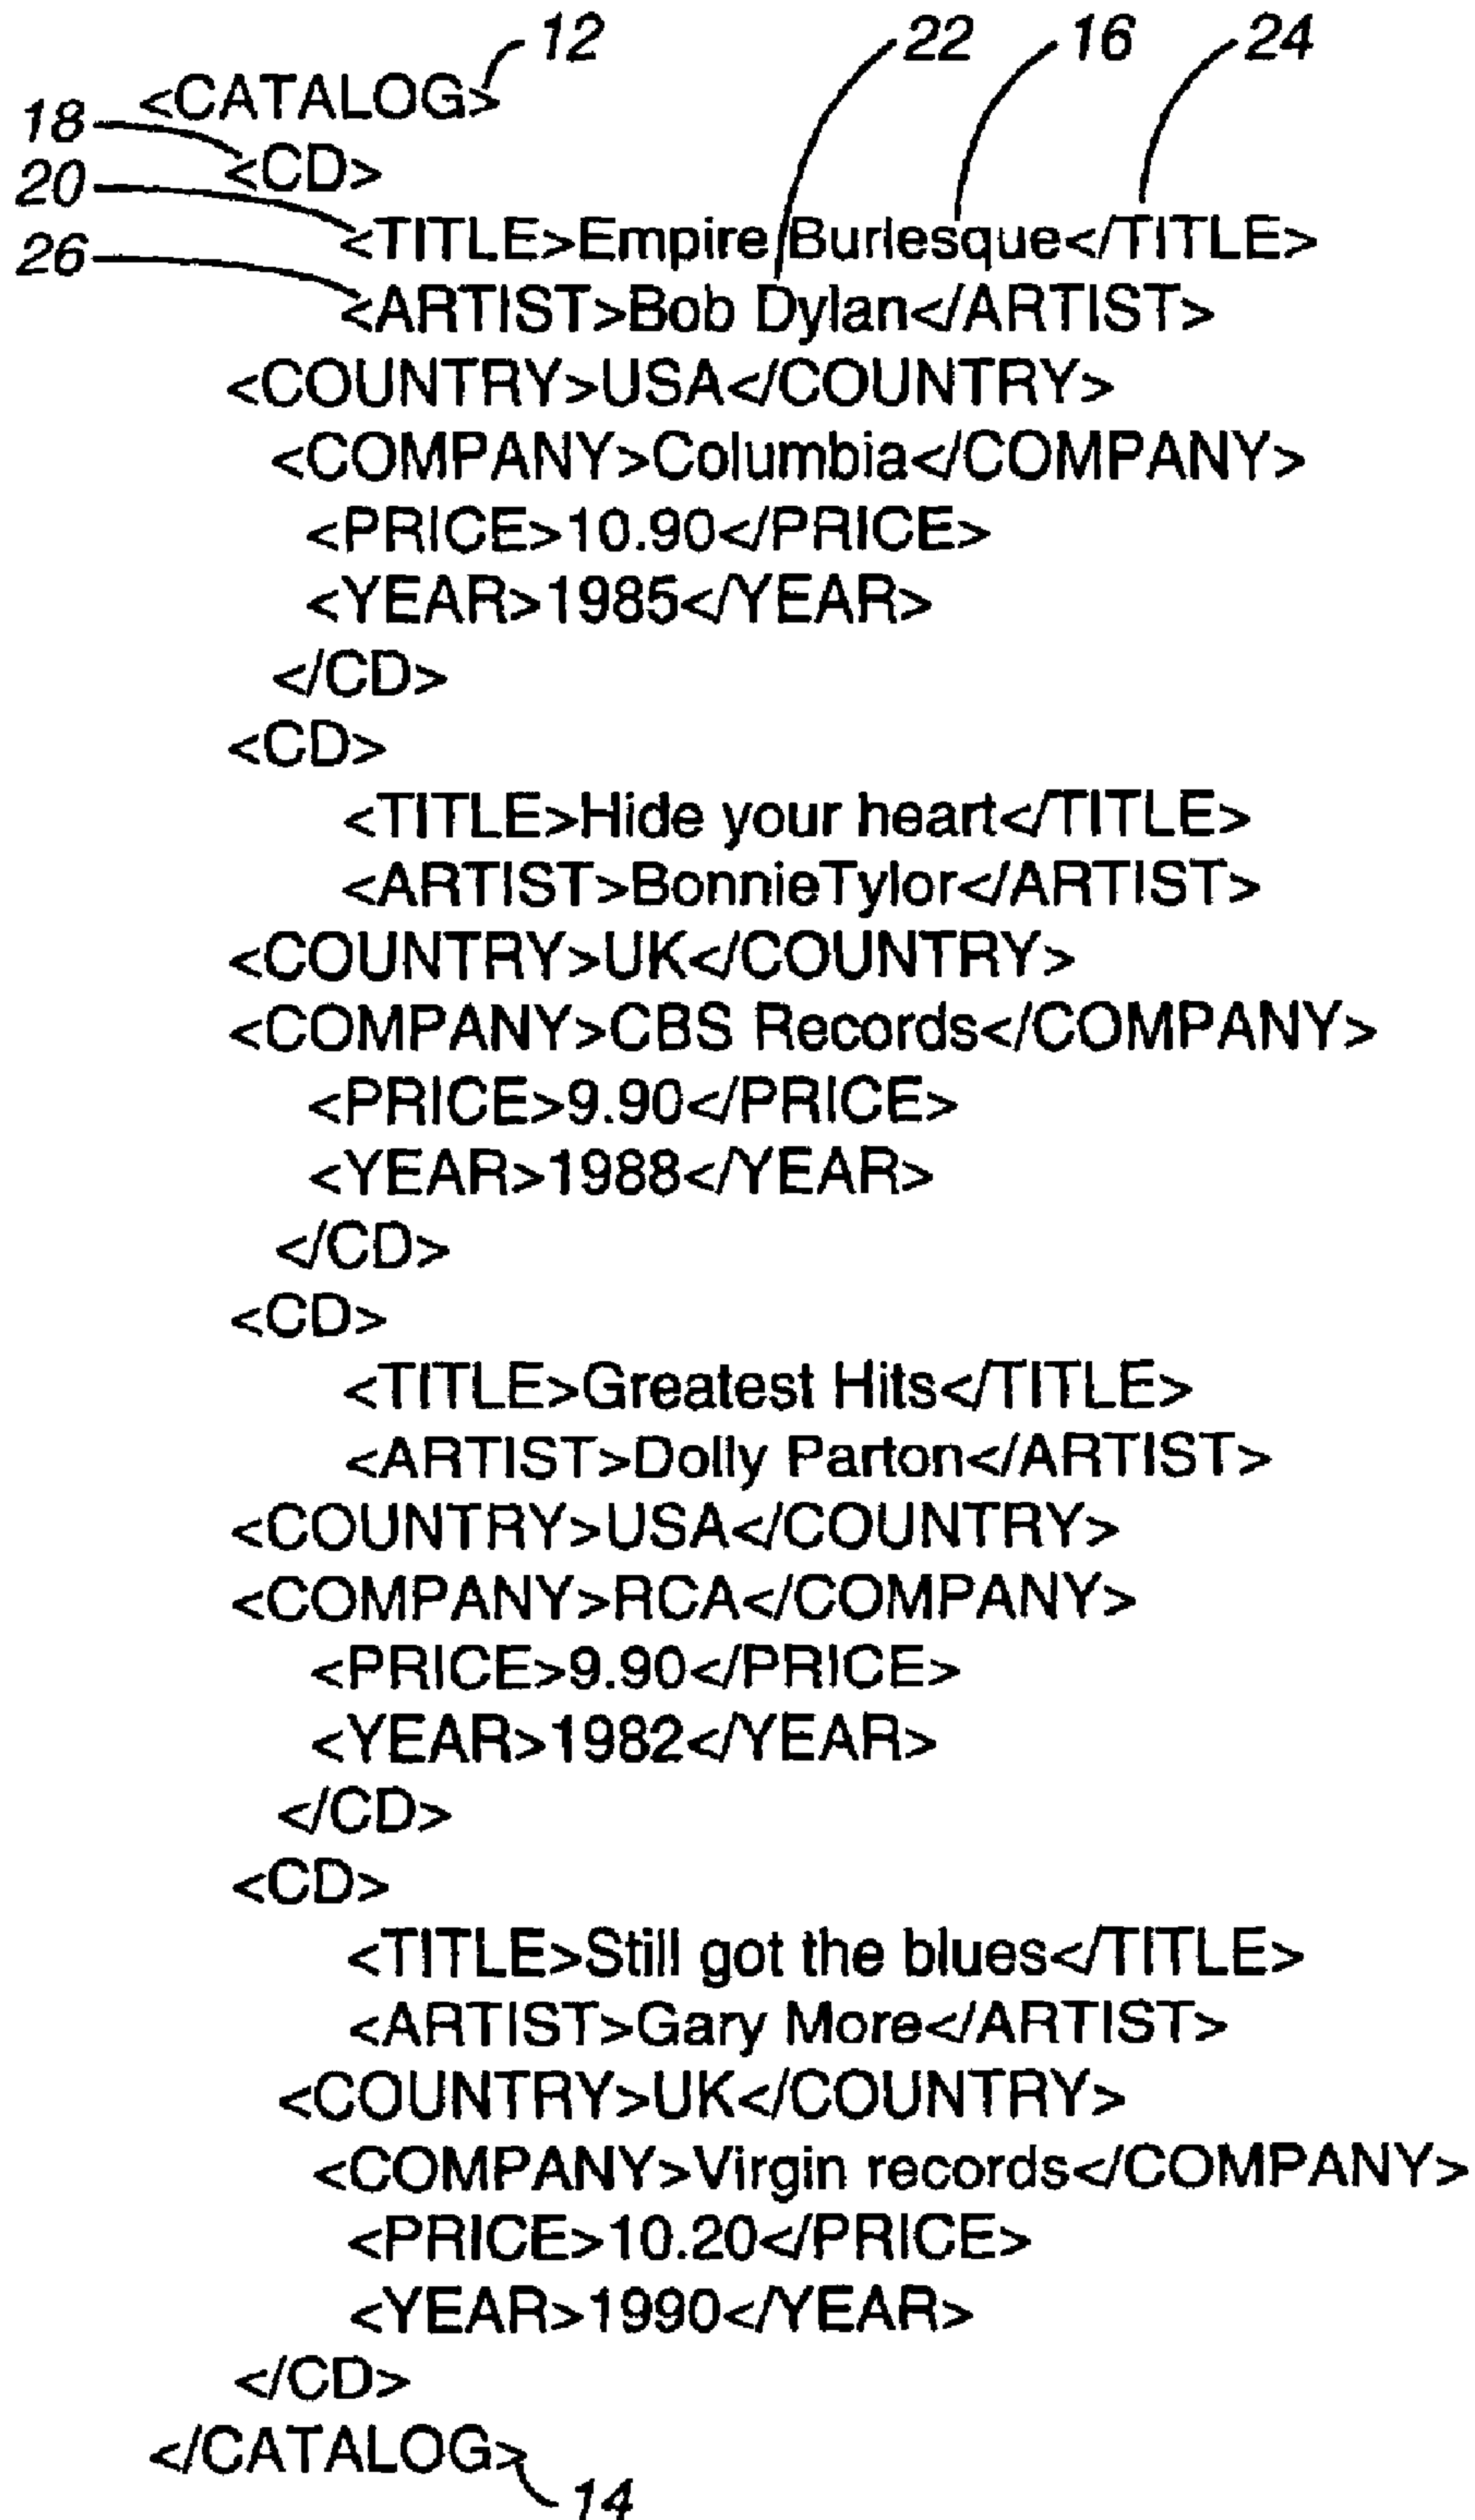 12 22 16 24
<CATALOG>
18
<CD>
20
<TITLE>Empire Burlesque</TITLE>
26
<ARTIST>Bob Dylan</ARTIST>
<COUNTRY>USA</COUNTRY>
<COMPANY>Columbia</COMPANY>
<PRICE>10.90</PRICE>
<YEAR>1985</YEAR>
</CD>
<CD>
<TITLE>Hide your heart</TITLE>
<ARTIST>BonnieTylor</ARTIST>
<COUNTRY>UK</COUNTRY>
<COMPANY>CBS Records</COMPANY>
<PRICE>9.90</PRICE>
<YEAR>1988</YEAR>
</CD>
<CD>
<TITLE>Greatest Hits</TITLE>
<ARTIST>Dolly Parton</ARTIST>
<COUNTRY>USA</COUNTRY>
<COMPANY>RCA</COMPANY>
<PRICE>9.90</PRICE>
<YEAR>1982</YEAR>
</CD>
<CD>
<TITLE>Still got the blues</TITLE>
<ARTIST>Gary More</ARTIST>
<COUNTRY>UK</COUNTRY>
<COMPANY>Virgin records</COMPANY>
<PRICE>10.20</PRICE>
<YEAR>1990</YEAR>
</CD>
</CATALOG>
14